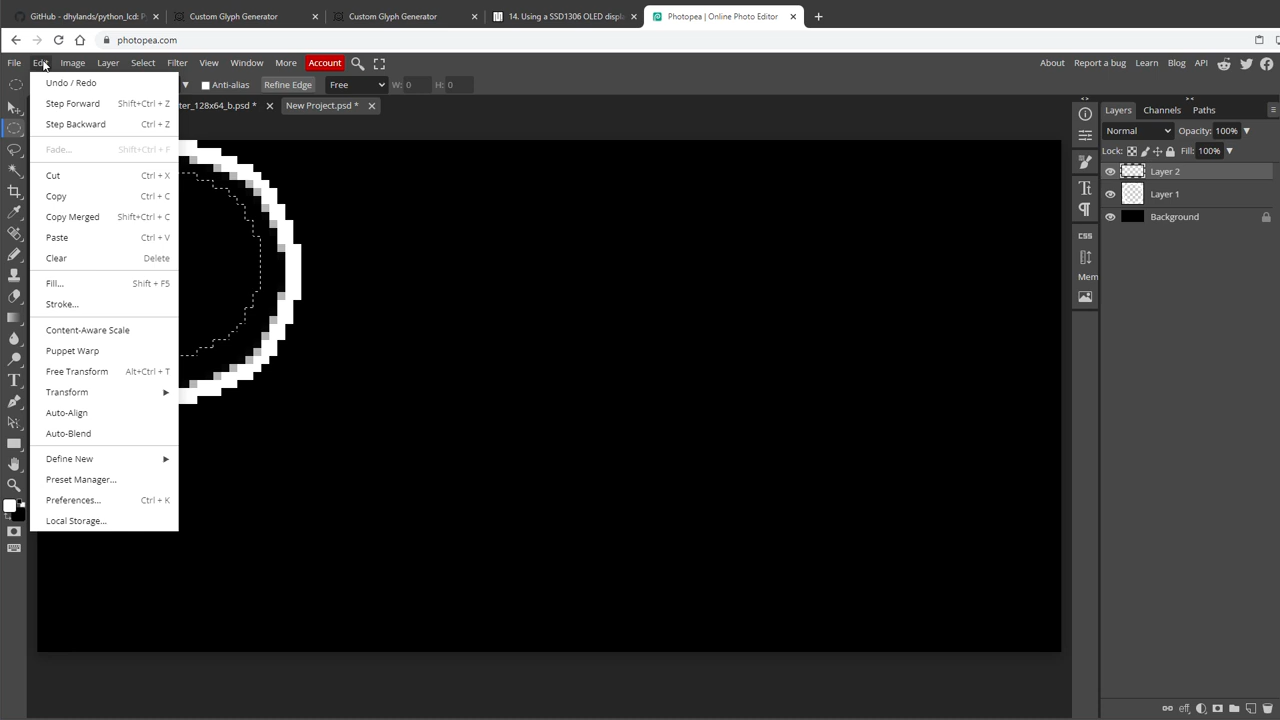 GitHub - dhylands/python_lcd: P
Custom Glyph Generator
Custom Glyph Generator
14. Using a SSD1306 OLED displ
Photopea | Online Photo Editor
photopea.com
File Edit Image Layer Select Filter View Window More Account
About Report a bug Learn Blog API
Anti-alias Refine Edge Free W: 0 H: 0
ter_128x64_b.psd *
New Project.psd *
Undo / Redo
Step Forward Shift+Ctrl + Z
Step Backward Ctrl + Z
Fade... Shift+Ctrl + F
Cut Ctrl + X
Copy Ctrl + C
Copy Merged Shift+Ctrl + C
Paste Ctrl + V
Clear Delete
Fill... Shift + F5
Stroke...
Content-Aware Scale
Puppet Warp
Free Transform Alt+Ctrl + T
Transform
Auto-Align
Auto-Blend
Define New
Preset Manager...
Preferences... Ctrl + K
Local Storage...
CSS
Mem
Layers Channels Paths
Normal Opacity: 100%
Lock: Fill: 100%
Layer 2
Layer 1
Background
eff